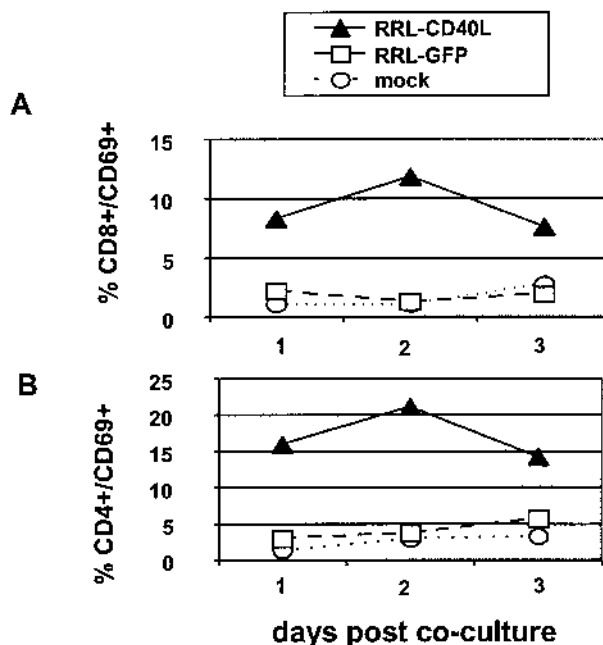 RRL-CD40L
RRL-GFP
mock
A
% CD8+/CD69+
15
10
5
0
1 2 3
B
% CD4+/CD69+
25
20
15
10
5
0
1 2 3
days post co-culture